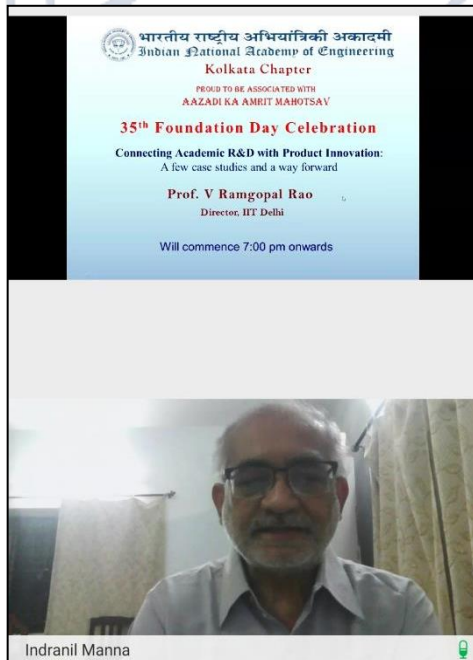 भारतीय राष्ट्रीय अभियांत्रिकी अकादमी
Indian National Academy of Engineering
Kolkata Chapter
PROUD TO BE ASSOCIATED WITH
AAZADI KA AMRIT MAHOTSAV
35th Foundation Day Celebration
Connecting Academic R&D with Product Innovation:
A few case studies and a way forward
Prof. V Ramgopal Rao
Director, IIT Delhi
Will commence 7:00 pm onwards
Indranil Manna